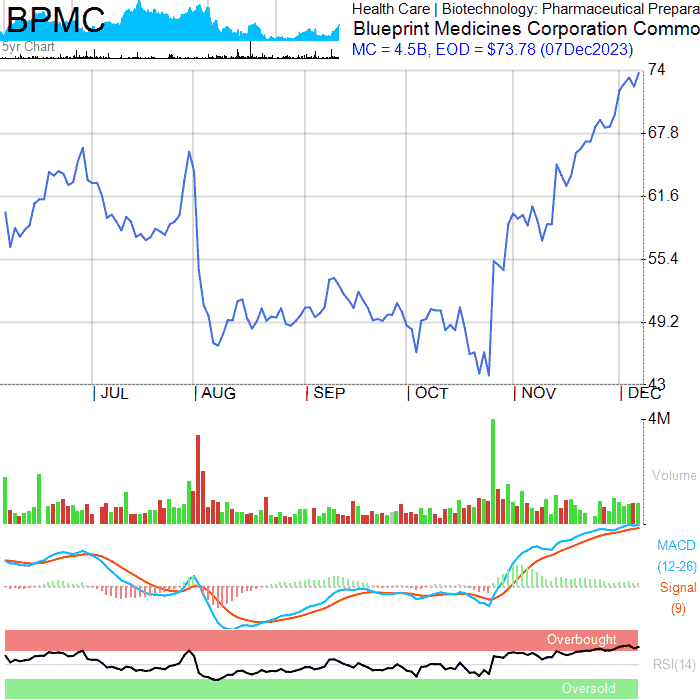 BPMC
5yr Chart
Health Care | Biotechnology: Pharmaceutical Prepara
Blueprint Medicines Corporation Commo
MC = 4.5B, EOD = $73.78 (07Dec2023)
74
67.8
61.6
55.4
49.2
43
JUL AUG SEP OCT NOV DEC
4M
Volume
MACD
(12-26)
Signal
(9)
Overbought
RSI(14)
Oversold